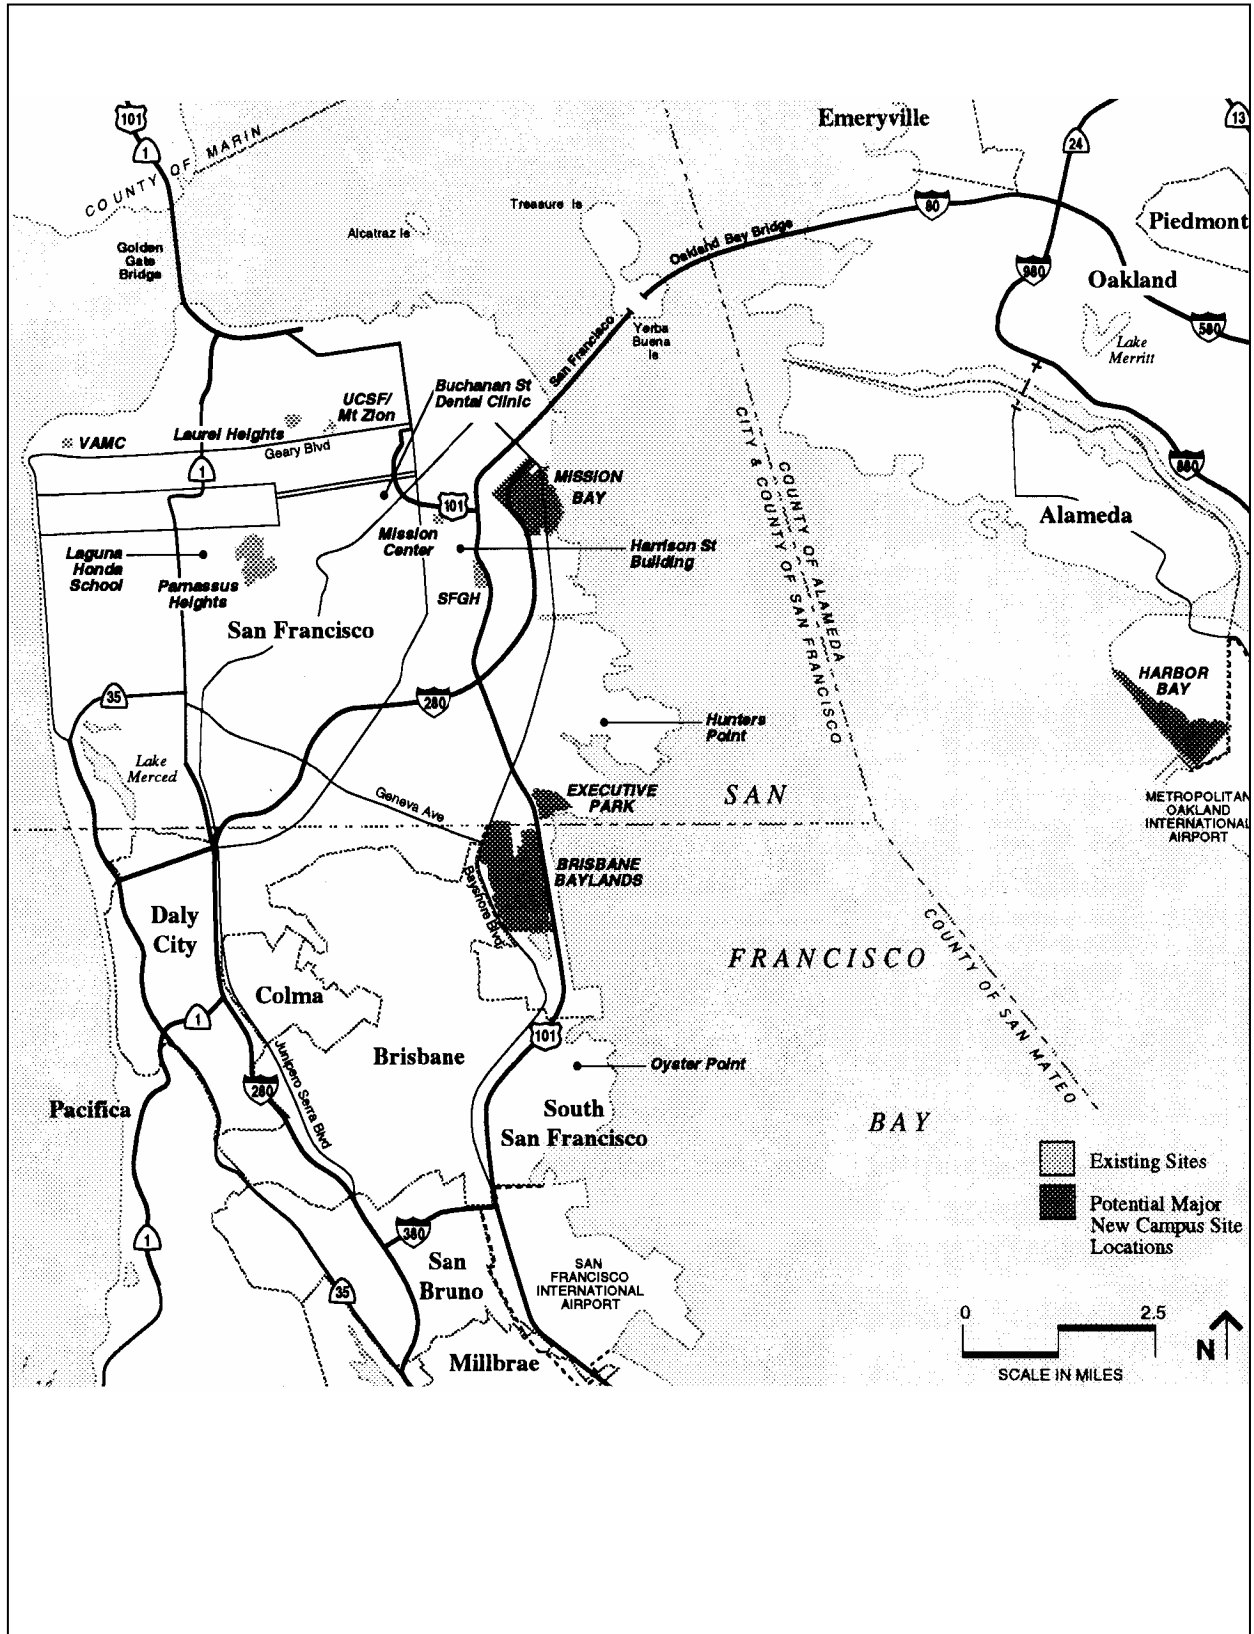 101
1
COUNTY OF MARIN
Golden
Gate
Bridge
Alcatraz Is
Treasure Is
Emeryville
24
13
80
Piedmont
Oakland Bay Bridge
980
Oakland
580
Lake
Merritt
San Francisco
Yerba
Buena
Is
Buchanan St
Dental Clinic
UCSF/
Mt Zion
VAMC
Laurel Heights
Geary Blvd
1
101
MISSION
BAY
880
CITY & COUNTY OF SAN FRANCISCO
COUNTY OF ALAMEDA
Alameda
Mission
Center
Harrison St
Building
Laguna
Honda
School
Parnassus
Heights
SFGH
San Francisco
35
280
HARBOR
BAY
Hunters
Point
Lake
Merced
Geneva Ave
EXECUTIVE
PARK
SAN
METROPOLITAN
OAKLAND
INTERNATIONAL
AIRPORT
BRISBANE
BAYLANDS
Bayshore Blvd
Daly
City
FRANCISCO
COUNTY OF SAN MATEO
Colma
1
101
Brisbane
Oyster Point
Junipero Serra Blvd
280
Pacifica
South
San Francisco
BAY
Existing Sites
Potential Major
New Campus Site
Locations
1
380
San
Bruno
SAN
FRANCISCO
INTERNATIONAL
AIRPORT
35
Millbrae
0 2.5
SCALE IN MILES
N